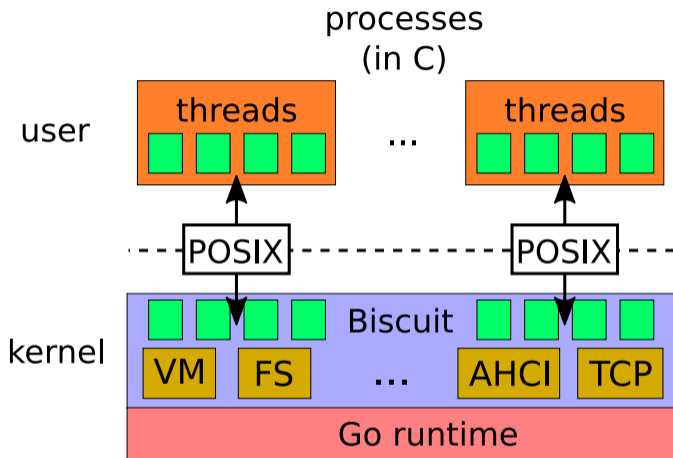 processes
(in C)
threads
threads
user
...
POSIX
POSIX
Biscuit
kernel
VM
FS
...
AHCI
TCP
Go runtime